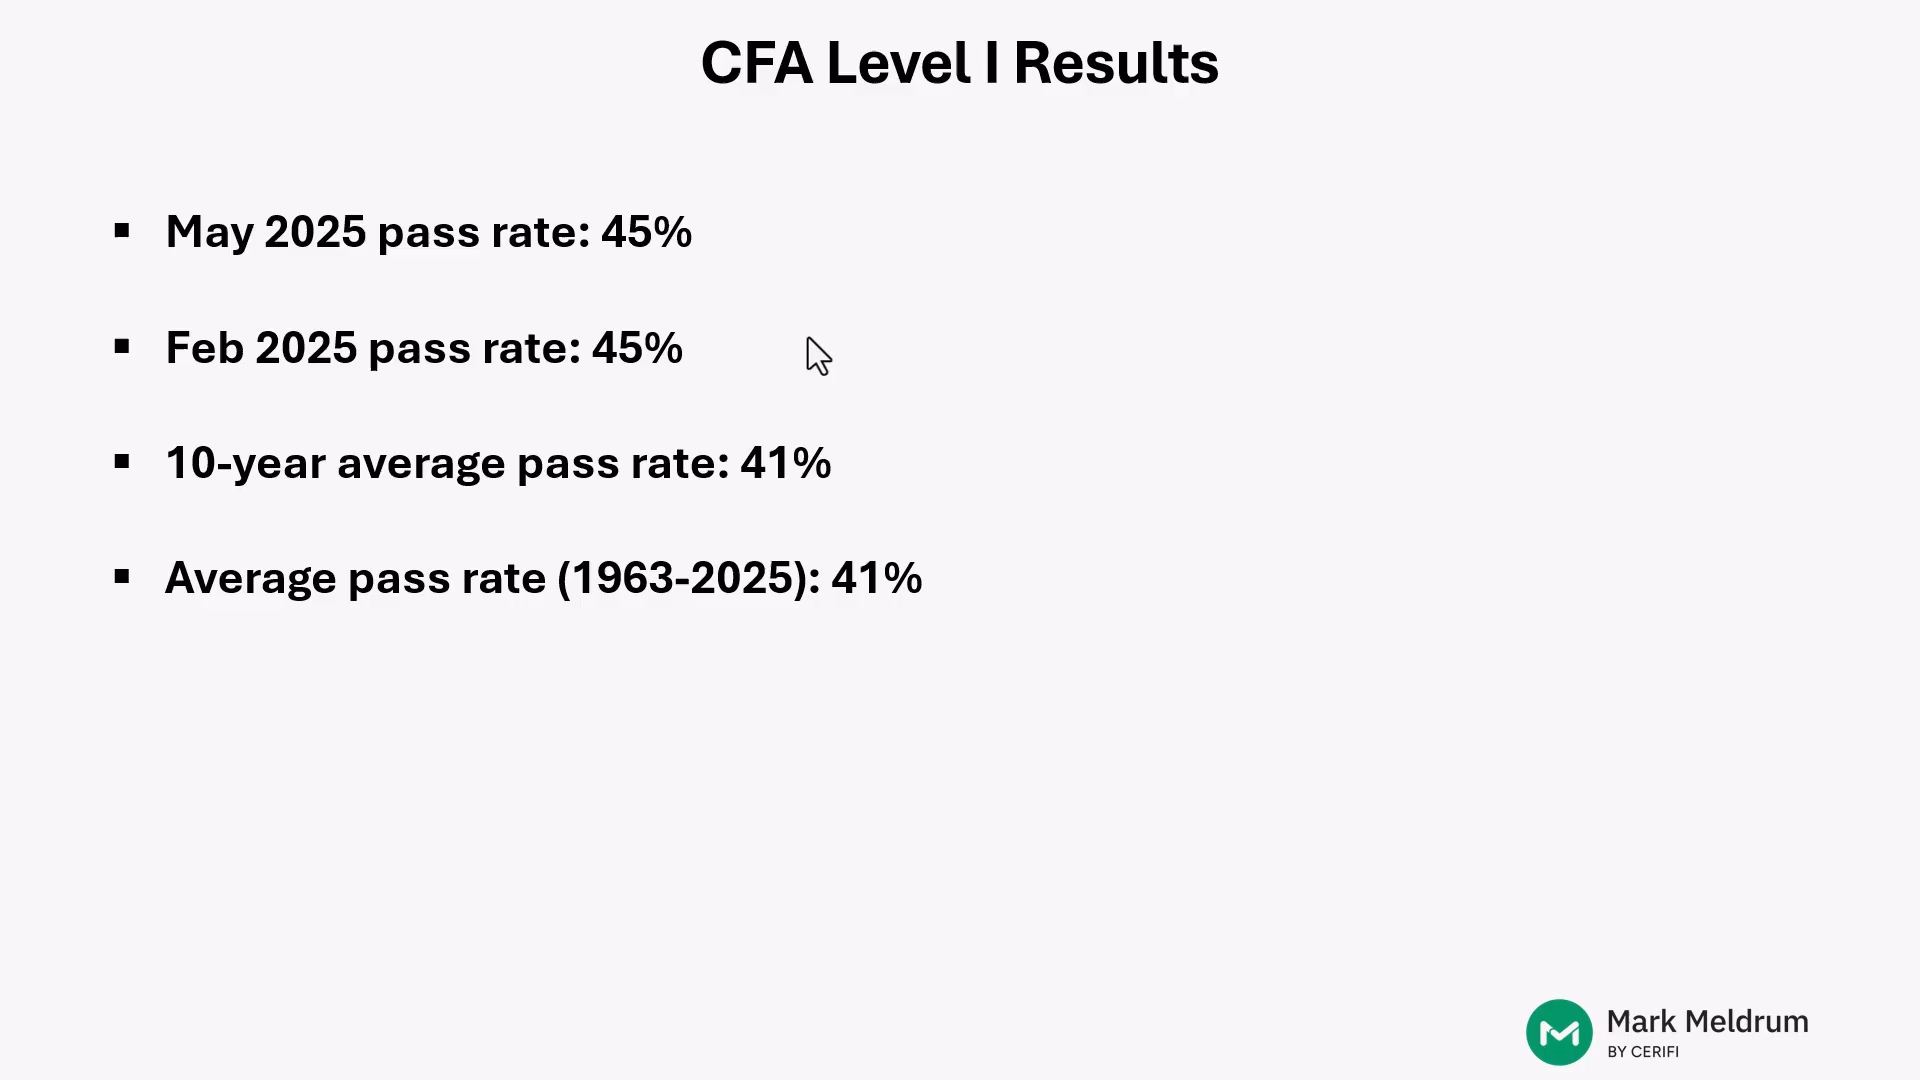 CFA Level I Results
▪ May 2025 pass rate: 45%
▪ Feb 2025 pass rate: 45%
▪ 10-year average pass rate: 41%
▪ Average pass rate (1963-2025): 41%
Mark Meldrum
BY CERIFI